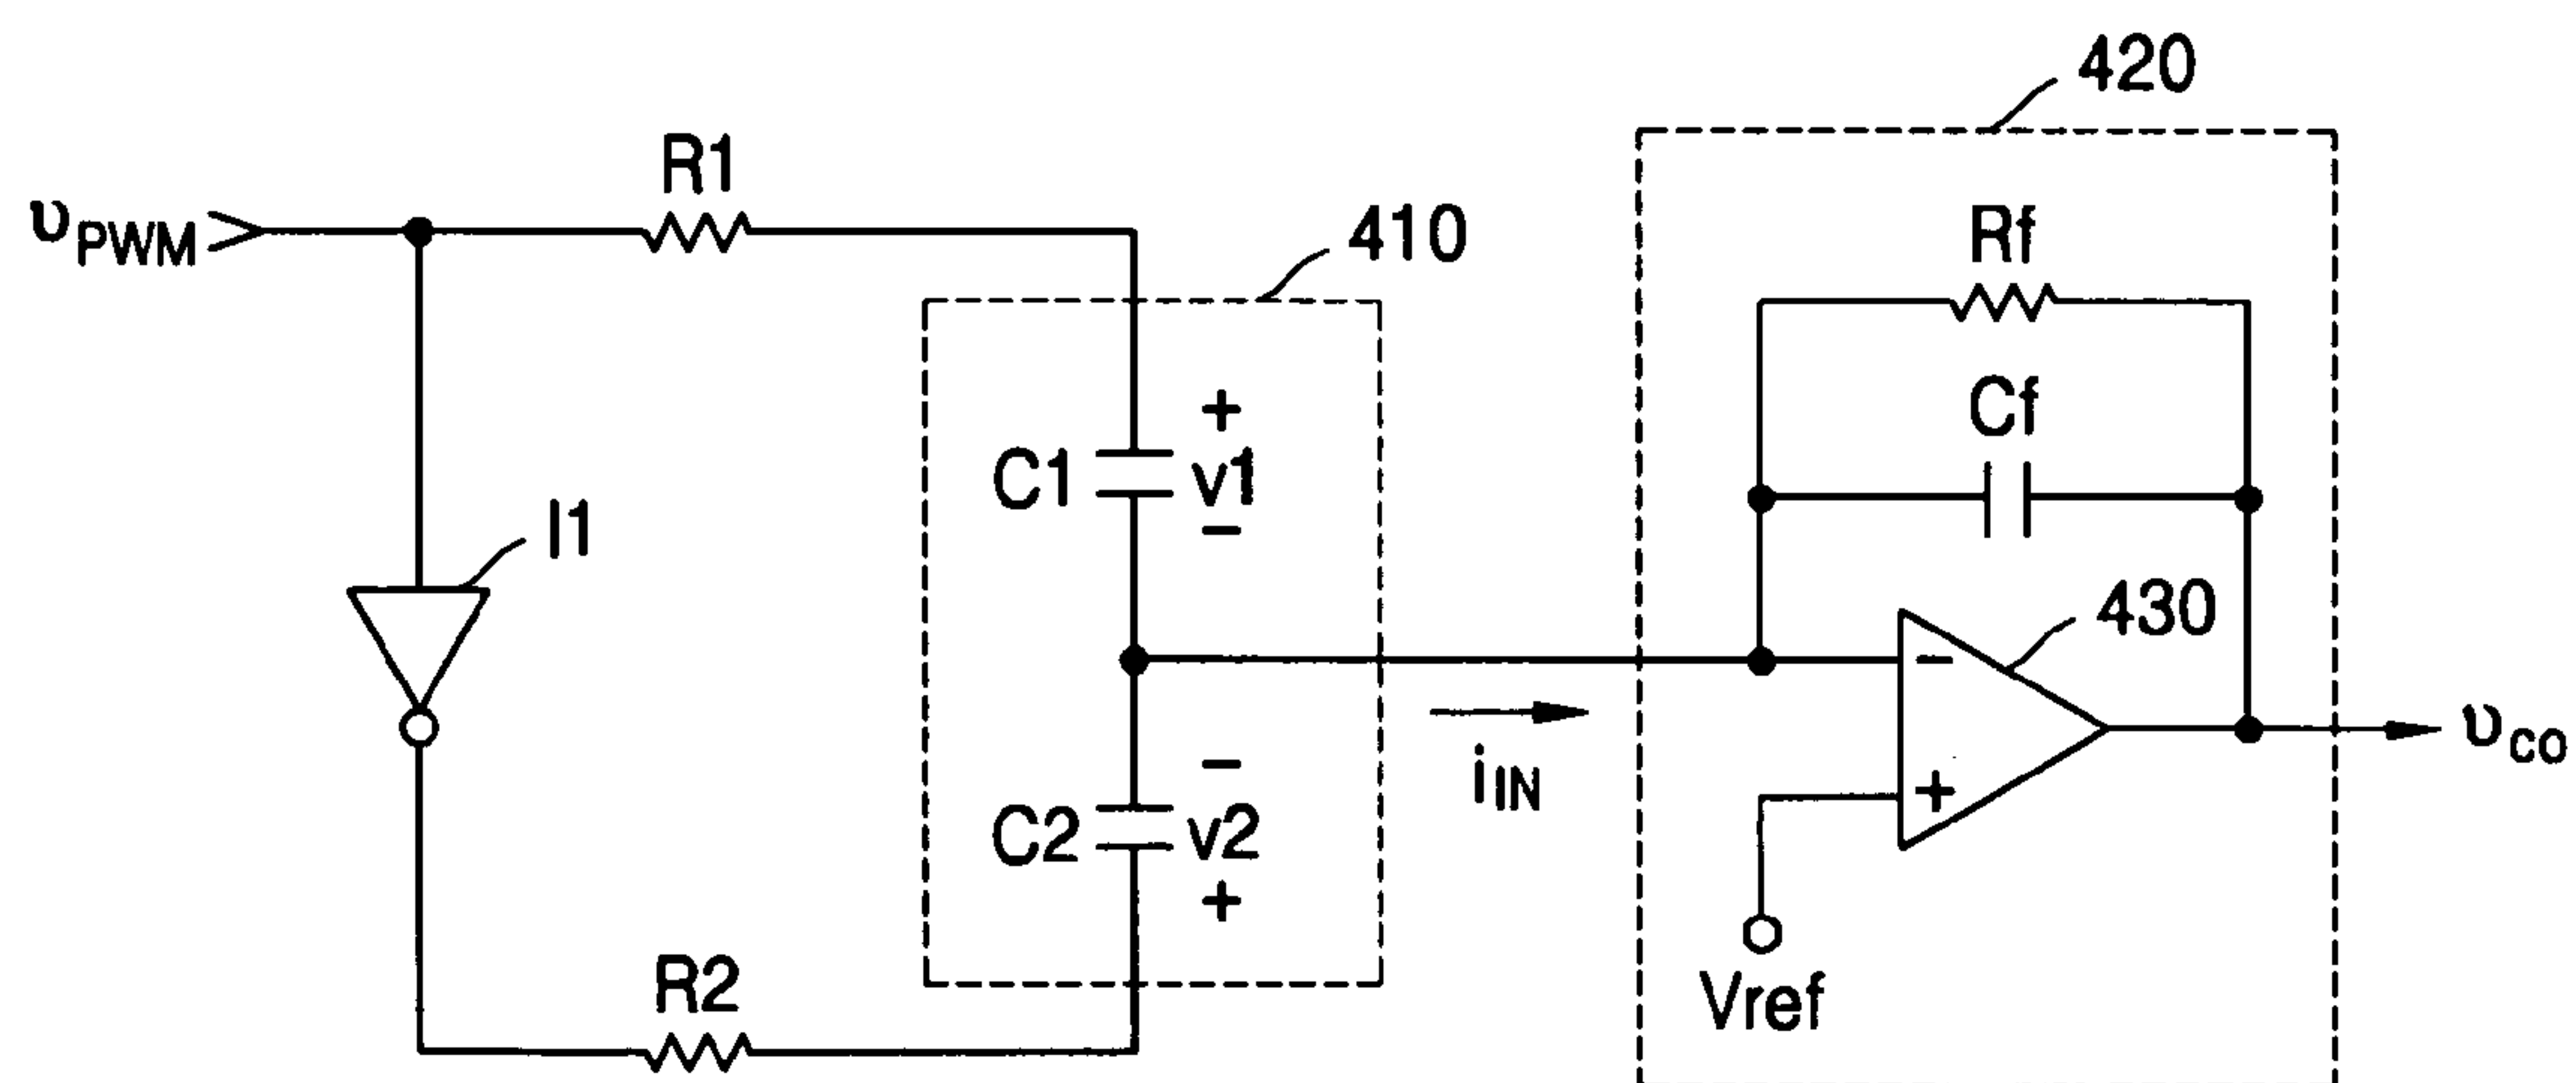 420
R1
υPWM
410
Rf
Cf
+
C1
v1
−
I1
430
−
iIN
υco
−
C2
v2
+
+
R2
Vref